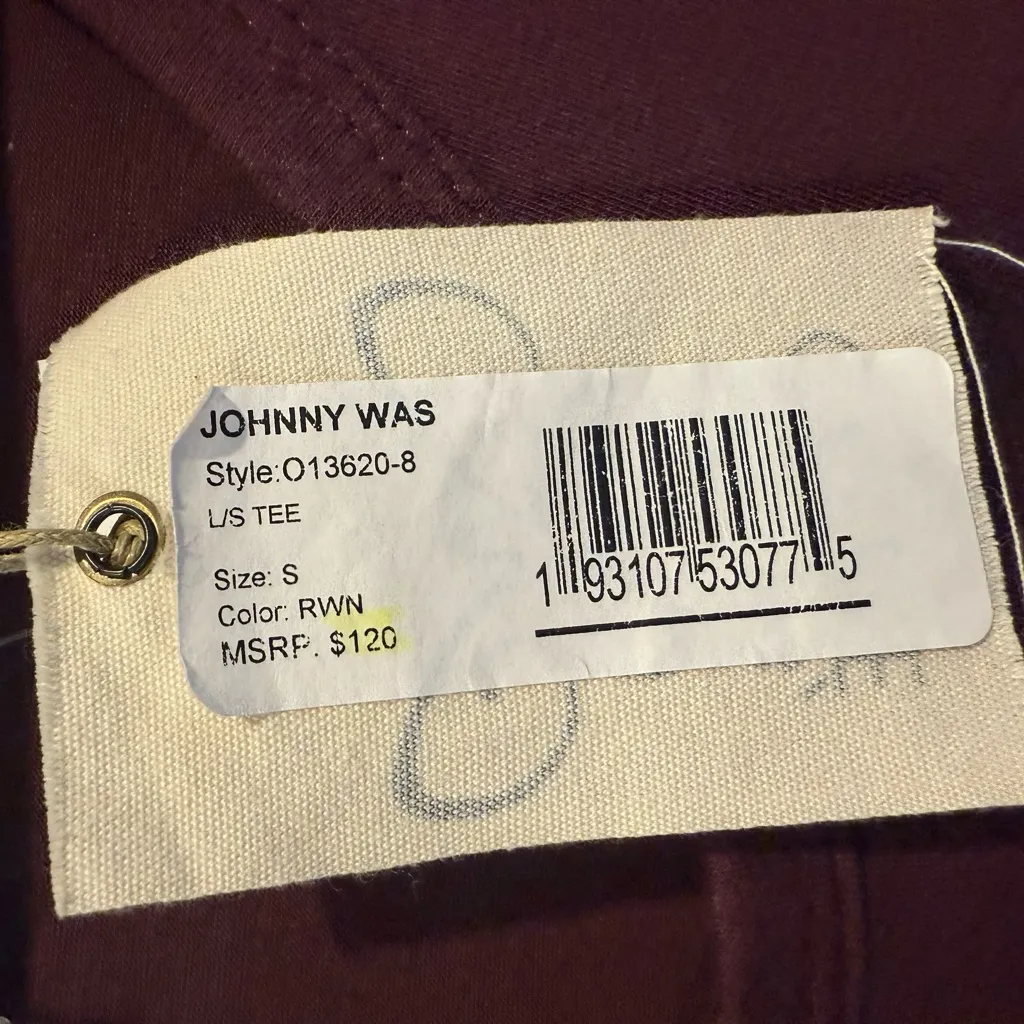 JOHNNY WAS
Style:O13620-8
L/S TEE
Size: S
Color: RWN
MSRP. $120
1 93107 53077 5